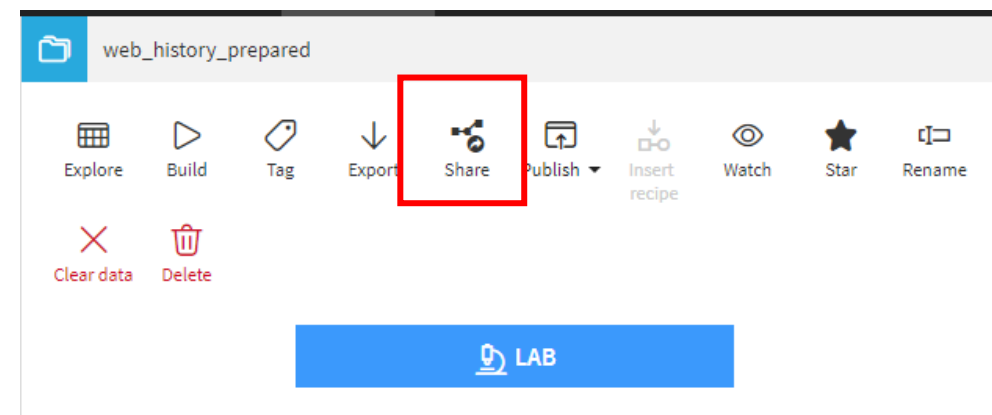 web_history_prepared
Explore Build Tag Export Share Publish Insert recipe Watch Star Rename
Clear data Delete
LAB